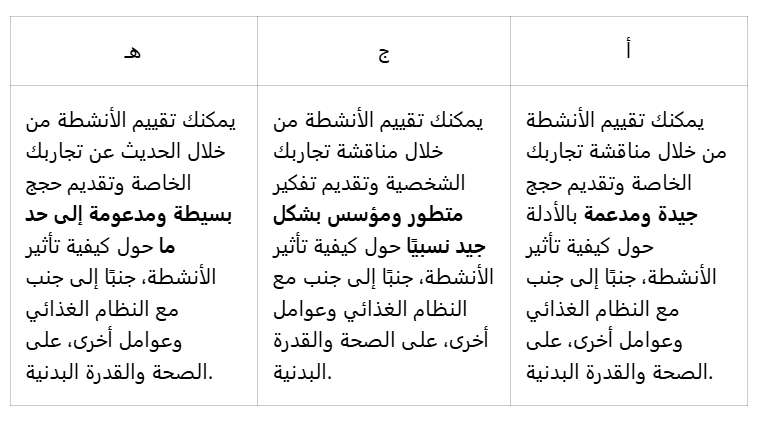 أ
يمكنك تقييم الأنشطة
من خلال مناقشة تجاربك
الخاصة وتقديم حجج
جيدة ومدعمة بالأدلة
حول كيفية تأثير
الأنشطة، جنبًا إلى جنب
مع النظام الغذائي
وعوامل أخرى، على
الصحة والقدرة البدنية.
ج
يمكنك تقييم الأنشطة من
خلال مناقشة تجاربك
الشخصية وتقديم تفكير
متطور ومؤسس بشكل
جيد نسبيًا حول كيفية تأثير
الأنشطة، جنبًا إلى جنب مع
النظام الغذائي وعوامل
أخرى، على الصحة والقدرة
البدنية.
هـ
يمكنك تقييم الأنشطة من
خلال الحديث عن تجاربك
الخاصة وتقديم حجج
بسيطة ومدعومة إلى حد
ما حول كيفية تأثير
الأنشطة، جنبًا إلى جنب
مع النظام الغذائي
وعوامل أخرى، على
الصحة والقدرة البدنية.